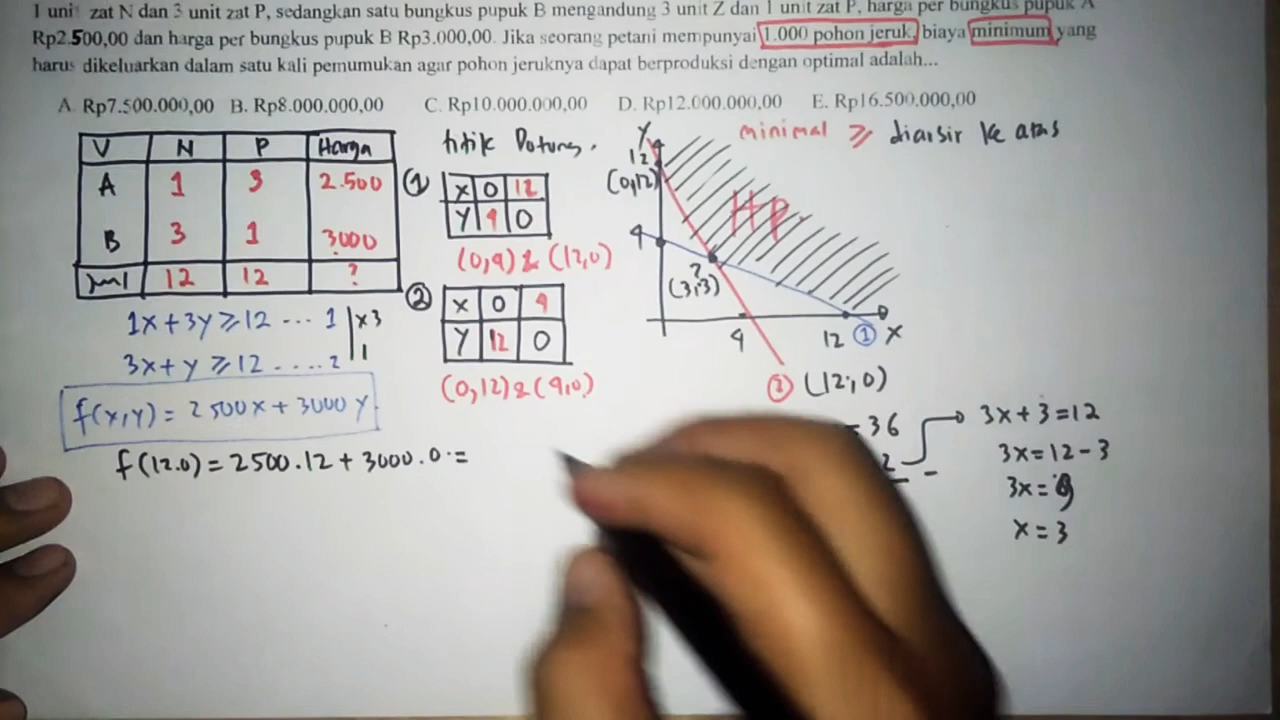 1 unit zat N dan 3 unit zat P, sedangkan satu bungkus pupuk B mengandung 3 unit Z dan 1 unit zat P, harga per bungkus pupuk A
Rp2.500,00 dan harga per bungkus pupuk B Rp3.000,00. Jika seorang petani mempunyai 1.000 pohon jeruk, biaya minimum yang
harus dikeluarkan dalam satu kali pemumukan agar pohon jeruknya dapat berproduksi dengan optimal adalah...
A. Rp7.500.000,00 B. Rp8.000.000,00 C. Rp10.000.000,00 D. Rp12.000.000,00 E. Rp16.500.000,00
V N P Harga
A 1 3 2.500
B 3 1 3000
Jml 12 12 ?
1x + 3y ≥ 12 ... 1 | x3
3x + y ≥ 12 ..... 2 | 1
f(x,y) = 2500x + 3000y
f(12.0) = 2500.12 + 3000.0 =
titik Potong.
① X 0 12
Y 4 0
(0,4) & (12,0)
② X 0 4
Y 12 0
(0,12) & (4,0)
minimal ≥ diarsir ke atas
Y
12
(0,12)
HP
4
?
(3,3)
4 12 ① X
② (12,0)
= 36
2 -
3x + 3 = 12
3x = 12 - 3
3x = 9
x = 3